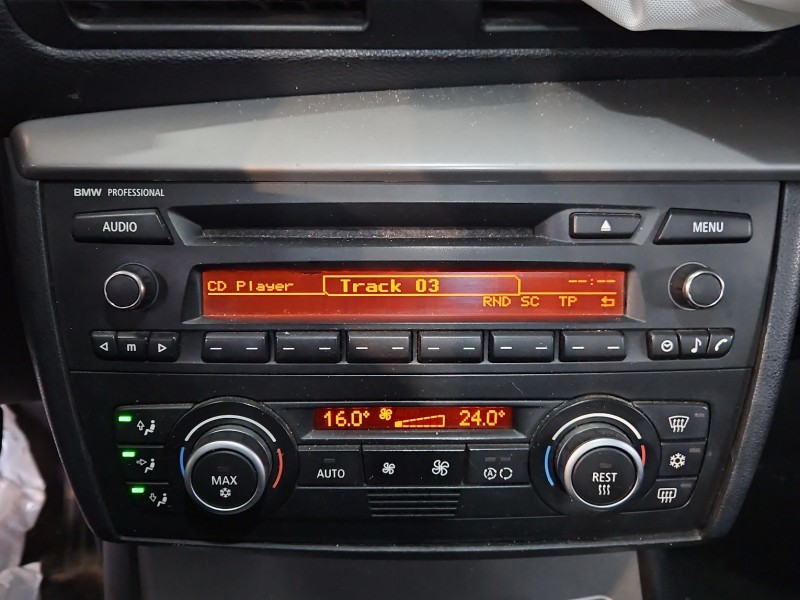 BMW PROFESSIONAL
AUDIO
MENU
CD Player Track 03 --:--
RND SC TP
m
16.0° 24.0°
AUTO
MAX
A
REST